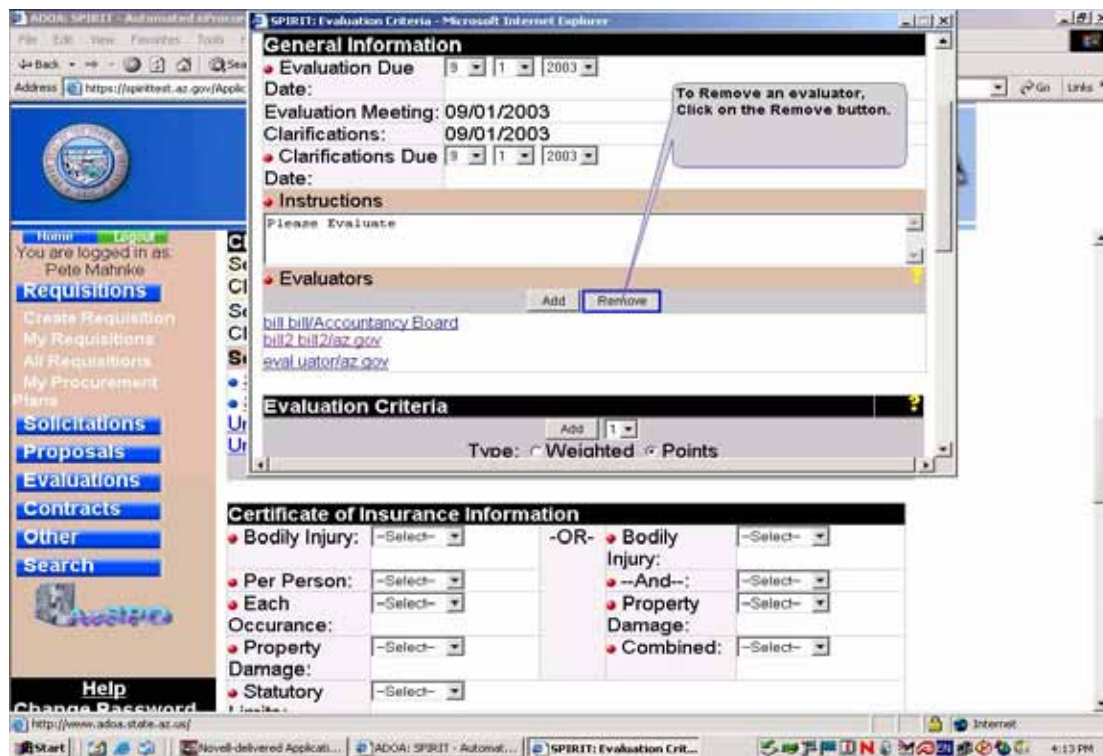 ADOA: SPIRIT - Automated eProcur
SPIRIT: Evaluation Criteria - Microsoft Internet Explorer
File Edit View Favorites Tools
Back
Address https://spirittest.az.gov/Applic
Go Links
General Information
Evaluation Due Date: 9 1 2003
Evaluation Meeting: 09/01/2003
Clarifications: 09/01/2003
Clarifications Due Date: 9 1 2003
To Remove an evaluator,
Click on the Remove button.
Instructions
Please Evaluate
Evaluators
?
Add Remove
bill bill/Accountancy Board
bill2 bill2/az.gov
eval uator/az.gov
Evaluation Criteria
?
Add 1
Type: Weighted Points
Home Logout
You are logged in as:
Pete Mahnke
Requisitions
Create Requisition
My Requisitions
All Requisitions
My Procurement
Plans
Solicitations
Proposals
Evaluations
Contracts
Other
Search
Help
Change Password
Certificate of Insurance Information
Bodily Injury: --Select-- -OR- Bodily Injury: --Select--
Per Person: --Select-- --And--: --Select--
Each Occurance: --Select-- Property Damage: --Select--
Property Damage: --Select-- Combined: --Select--
Statutory Limits: --Select--
http://www.adoa.state.az.us/
Internet
Start
Novell-delivered Applicati...
ADOA: SPIRIT - Automat...
SPIRIT: Evaluation Crit...
4:13 PM